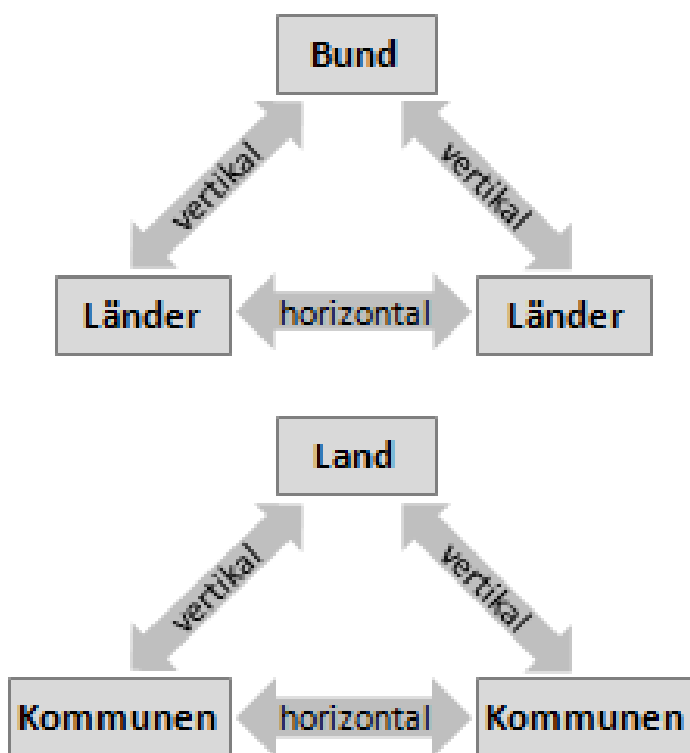 Bund
vertikal
vertikal
Länder
horizontal
Länder
Land
vertikal
vertikal
Kommunen
horizontal
Kommunen